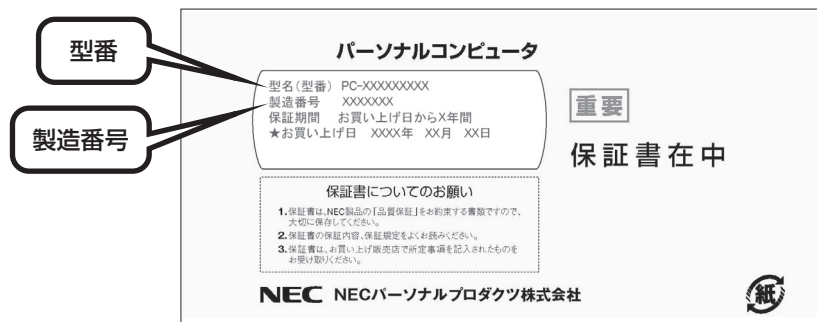 型番
製造番号
パーソナルコンピュータ
型名(型番) PC-XXXXXXXXX
製造番号 XXXXXXX
保証期間 お買い上げ日からX年間
★お買い上げ日 XXXX年 XX月 XX日
重要
保証書在中
保証書についてのお願い
1.保証書は、NEC製品の「品質保証」をお約束する書類ですので、
大切に保存してください。
2.保証書の保証内容、保証規定をよくお読みください。
3.保証書は、お買い上げ販売店で所定事項を記入されたものを
お受け取りください。
NEC NECパーソナルプロダクツ株式会社
紙